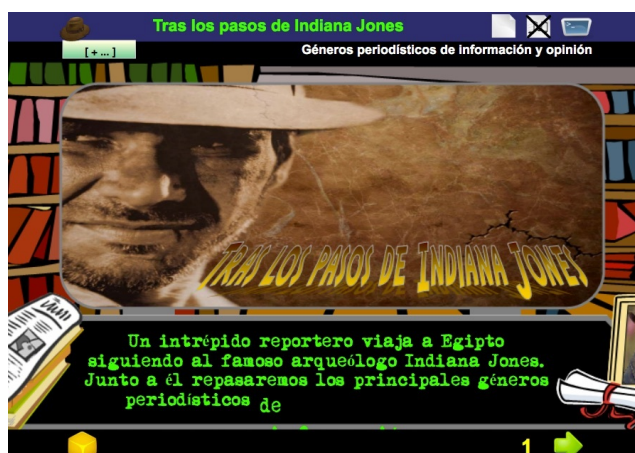 Tras los pasos de Indiana Jones
[ + ... ]
Géneros periodísticos de información y opinión
TRAS LOS PASOS DE INDIANA JONES
Un intrépido reportero viaja a Egipto
siguiendo al famoso arqueólogo Indiana Jones.
Junto a él repasaremos los principales géneros
periodísticos de
1